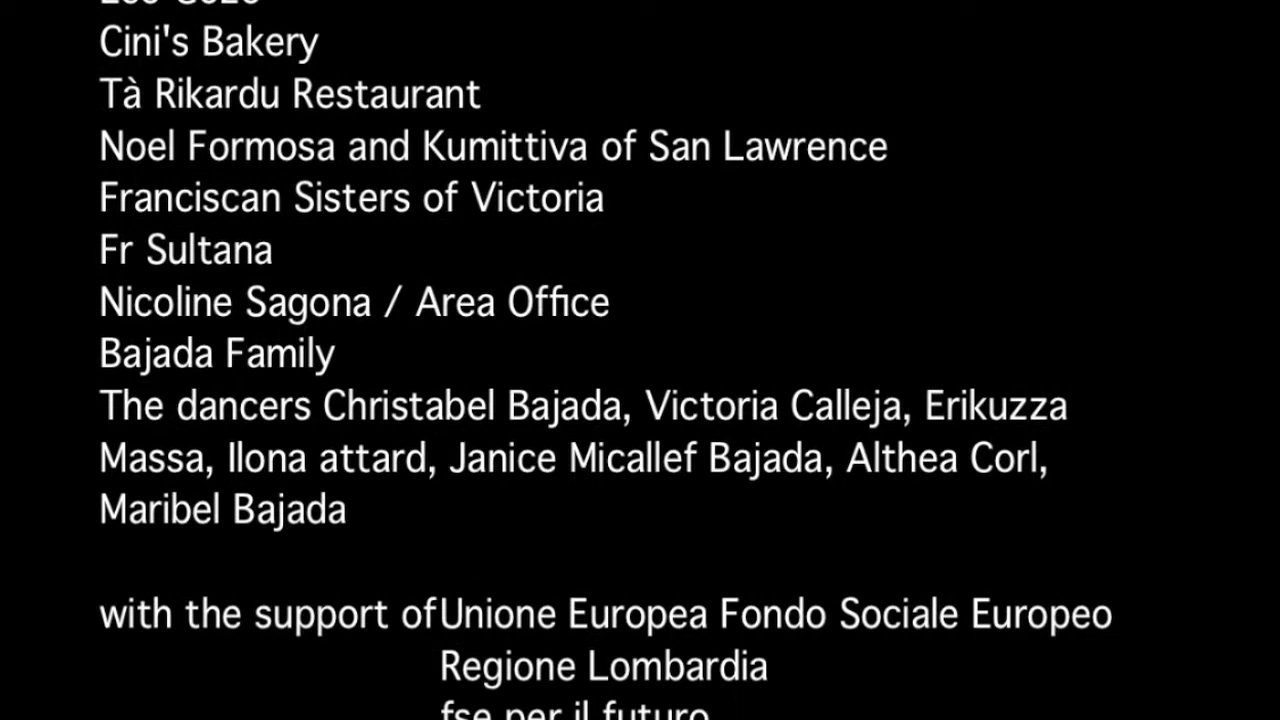 Cini's Bakery
Tà Rikardu Restaurant
Noel Formosa and Kumittiva of San Lawrence
Franciscan Sisters of Victoria
Fr Sultana
Nicoline Sagona / Area Office
Bajada Family
The dancers Christabel Bajada, Victoria Calleja, Erikuzza
Massa, Ilona attard, Janice Micallef Bajada, Althea Corl,
Maribel Bajada
with the support ofUnione Europea Fondo Sociale Europeo
Regione Lombardia
fse per il futuro